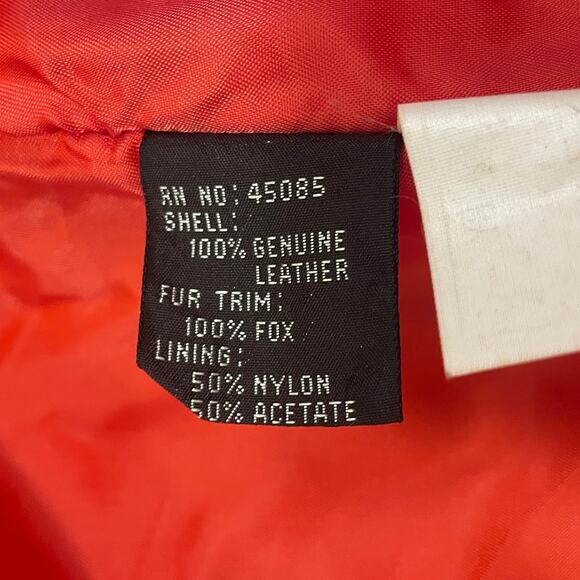 RN NO: 45085
SHELL:
100% GENUINE
LEATHER
FUR TRIM:
100% FOX
LINING:
50% NYLON
50% ACETATE